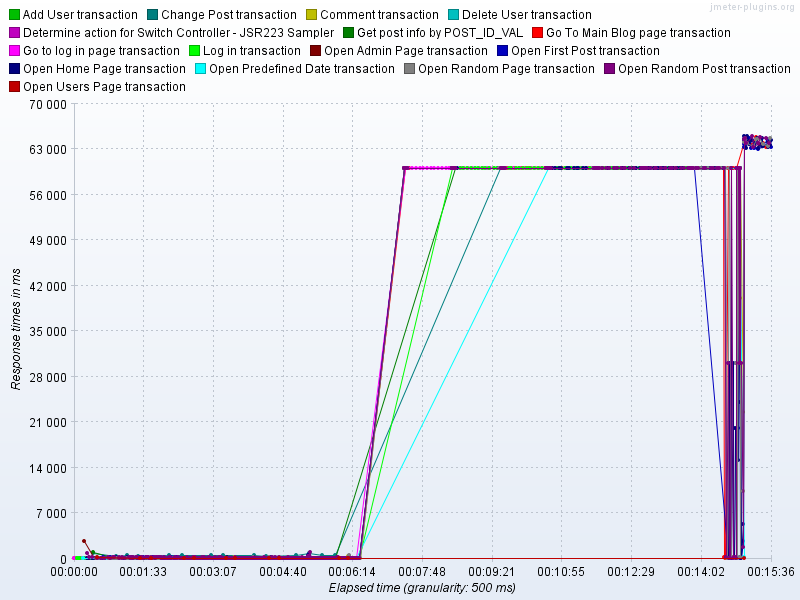 jmeter-plugins.org
Add User transaction Change Post transaction Comment transaction Delete User transaction
Determine action for Switch Controller - JSR223 Sampler Get post info by POST_ID_VAL Go To Main Blog page transaction
Go to log in page transaction Log in transaction Open Admin Page transaction Open First Post transaction
Open Home Page transaction Open Predefined Date transaction Open Random Page transaction Open Random Post transaction
Open Users Page transaction
70 000
63 000
56 000
49 000
42 000
35 000
28 000
21 000
14 000
7 000
0
Response times in ms
00:00:00 00:01:33 00:03:07 00:04:40 00:06:14 00:07:48 00:09:21 00:10:55 00:12:29 00:14:02 00:15:36
Elapsed time (granularity: 500 ms)